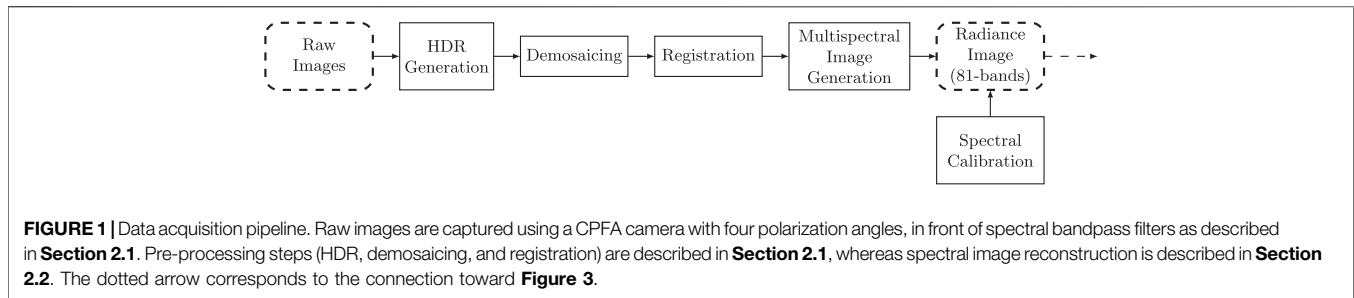 Raw
Images
HDR
Generation
Demosaicing
Registration
Multispectral
Image
Generation
Radiance
Image
(81-bands)
Spectral
Calibration
FIGURE 1 | Data acquisition pipeline. Raw images are captured using a CPFA camera with four polarization angles, in front of spectral bandpass filters as described
in Section 2.1. Pre-processing steps (HDR, demosaicing, and registration) are described in Section 2.1, whereas spectral image reconstruction is described in Section
2.2. The dotted arrow corresponds to the connection toward Figure 3.